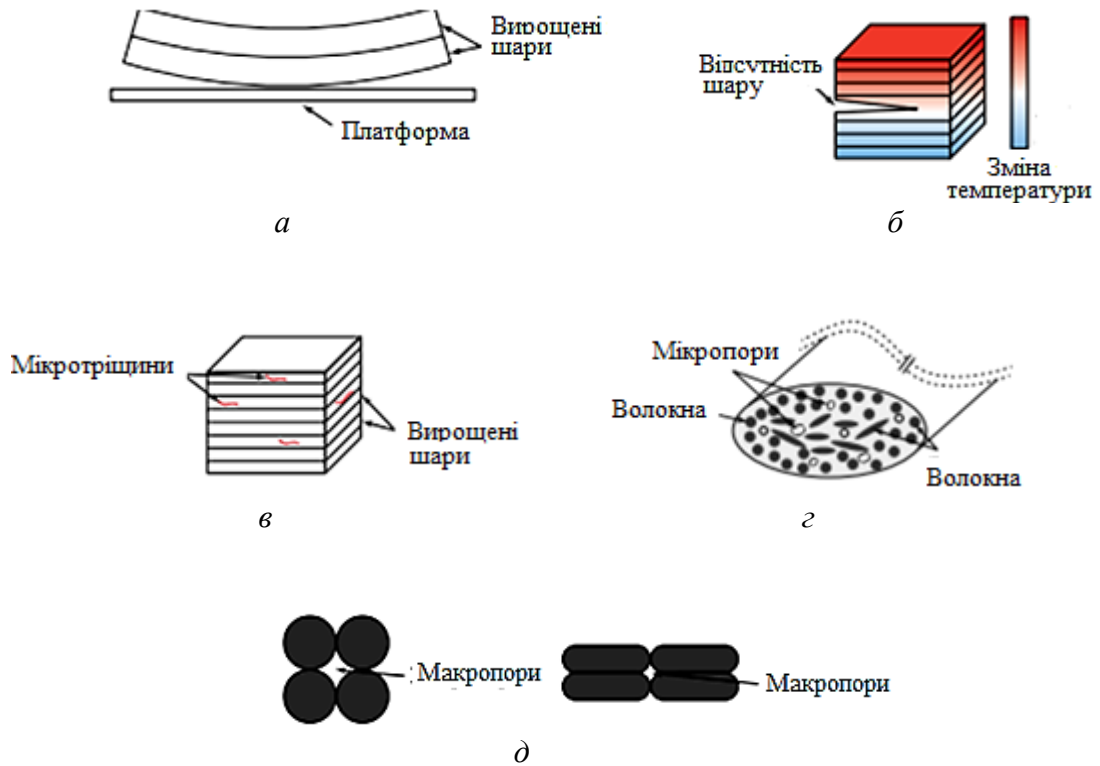 Вирощені
шари
Платформа
а
Відсутність
шару
Зміна
температури
б
Мікротріщини
Вирощені
шари
в
Мікропори
Волокна
Волокна
г
Макропори
Макропори
д